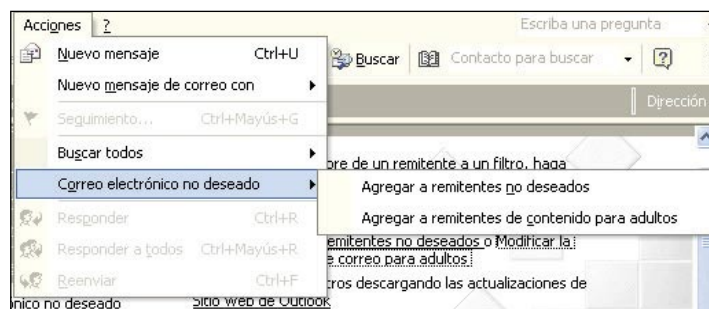 Acciones ?
Escriba una pregunta
Nuevo mensaje Ctrl+U
Buscar
Contacto para buscar
Nuevo mensaje de correo con
Dirección
Seguimiento... Ctrl+Mayús+G
Buscar todos
bre de un remitente a un filtro, haga
Correo electrónico no deseado
Agregar a remitentes no deseados
Responder Ctrl+R
Agregar a remitentes de contenido para adultos
Responder a todos Ctrl+Mayús+R
emitentes no deseados o Modificar la
e correo para adultos
Reenviar Ctrl+F
ros descargando las actualizaciones de
ónico no deseado
Sitio Web de Outlook